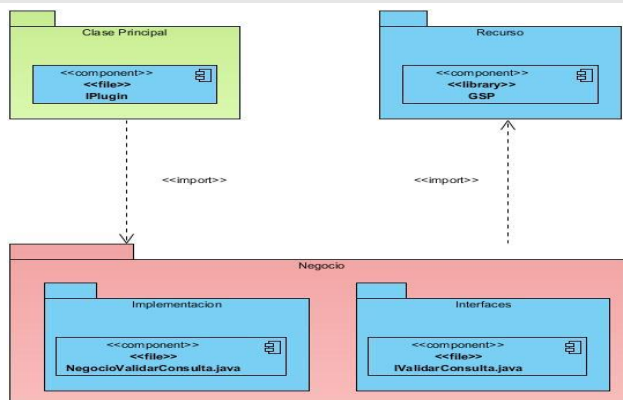 Clase Principal
<<component>>
<<file>>
IPlugin
Recurso
<<component>>
<<library>>
GSP
<<import>>
<<import>>
Negocio
Implementacion
<<component>>
<<file>>
NegocioValidarConsulta.java
Interfaces
<<component>>
<<file>>
IValidarConsulta.java